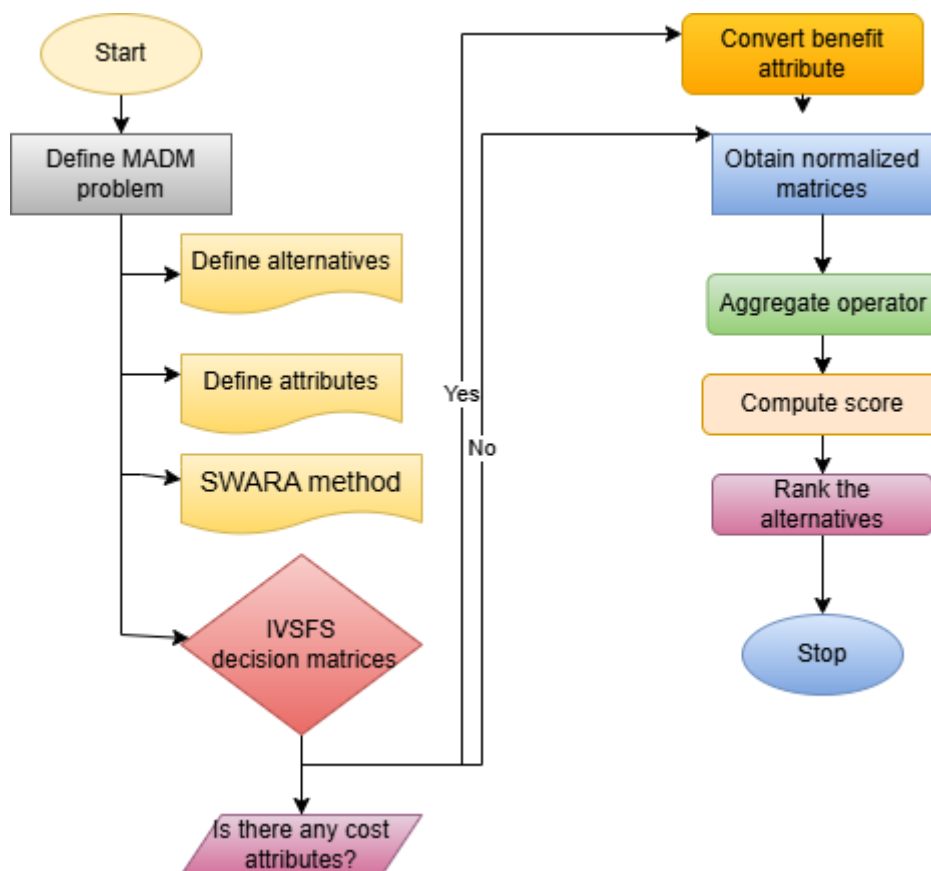 Start
Define MADM
problem
Define alternatives
Define attributes
SWARA method
IVSFS
decision matrices
Is there any cost
attributes?
Yes
No
Convert benefit
attribute
Obtain normalized
matrices
Aggregate operator
Compute score
Rank the
alternatives
Stop